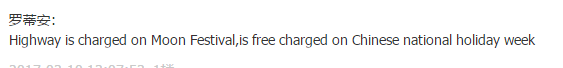 罗蒂安:
Highway is charged on Moon Festival,is free charged on Chinese national holiday week